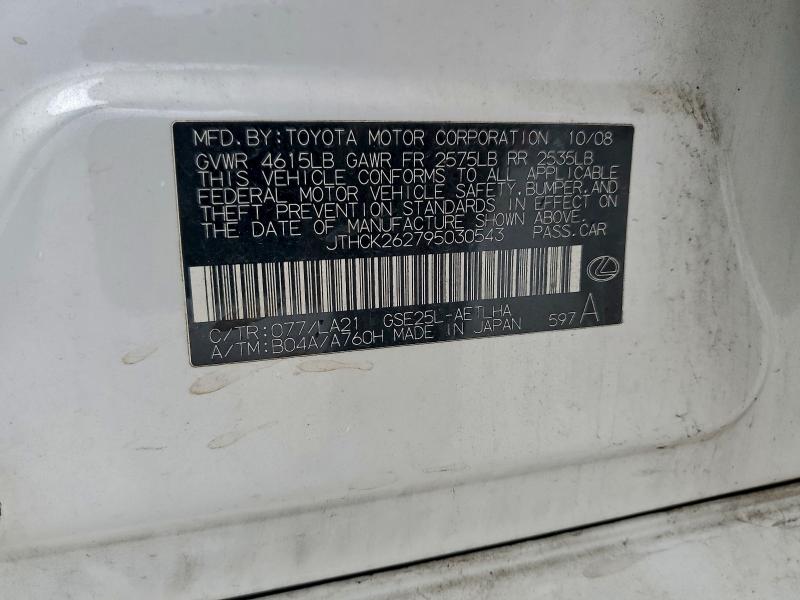 MFD. BY: TOYOTA MOTOR CORPORATION 10/08
GVWR 4615LB GAWR FR 2575LB RR 2535LB
THIS VEHICLE CONFORMS TO ALL APPLICABLE
FEDERAL MOTOR VEHICLE SAFETY, BUMPER, AND
THEFT PREVENTION STANDARDS IN EFFECT ON
THE DATE OF MANUFACTURE SHOWN ABOVE.
JTHCK262795030543 PASS. CAR
C/TR: 077/LA21 GSE25L-AETLHA
A/TM: B04A/A760H MADE IN JAPAN 597 A